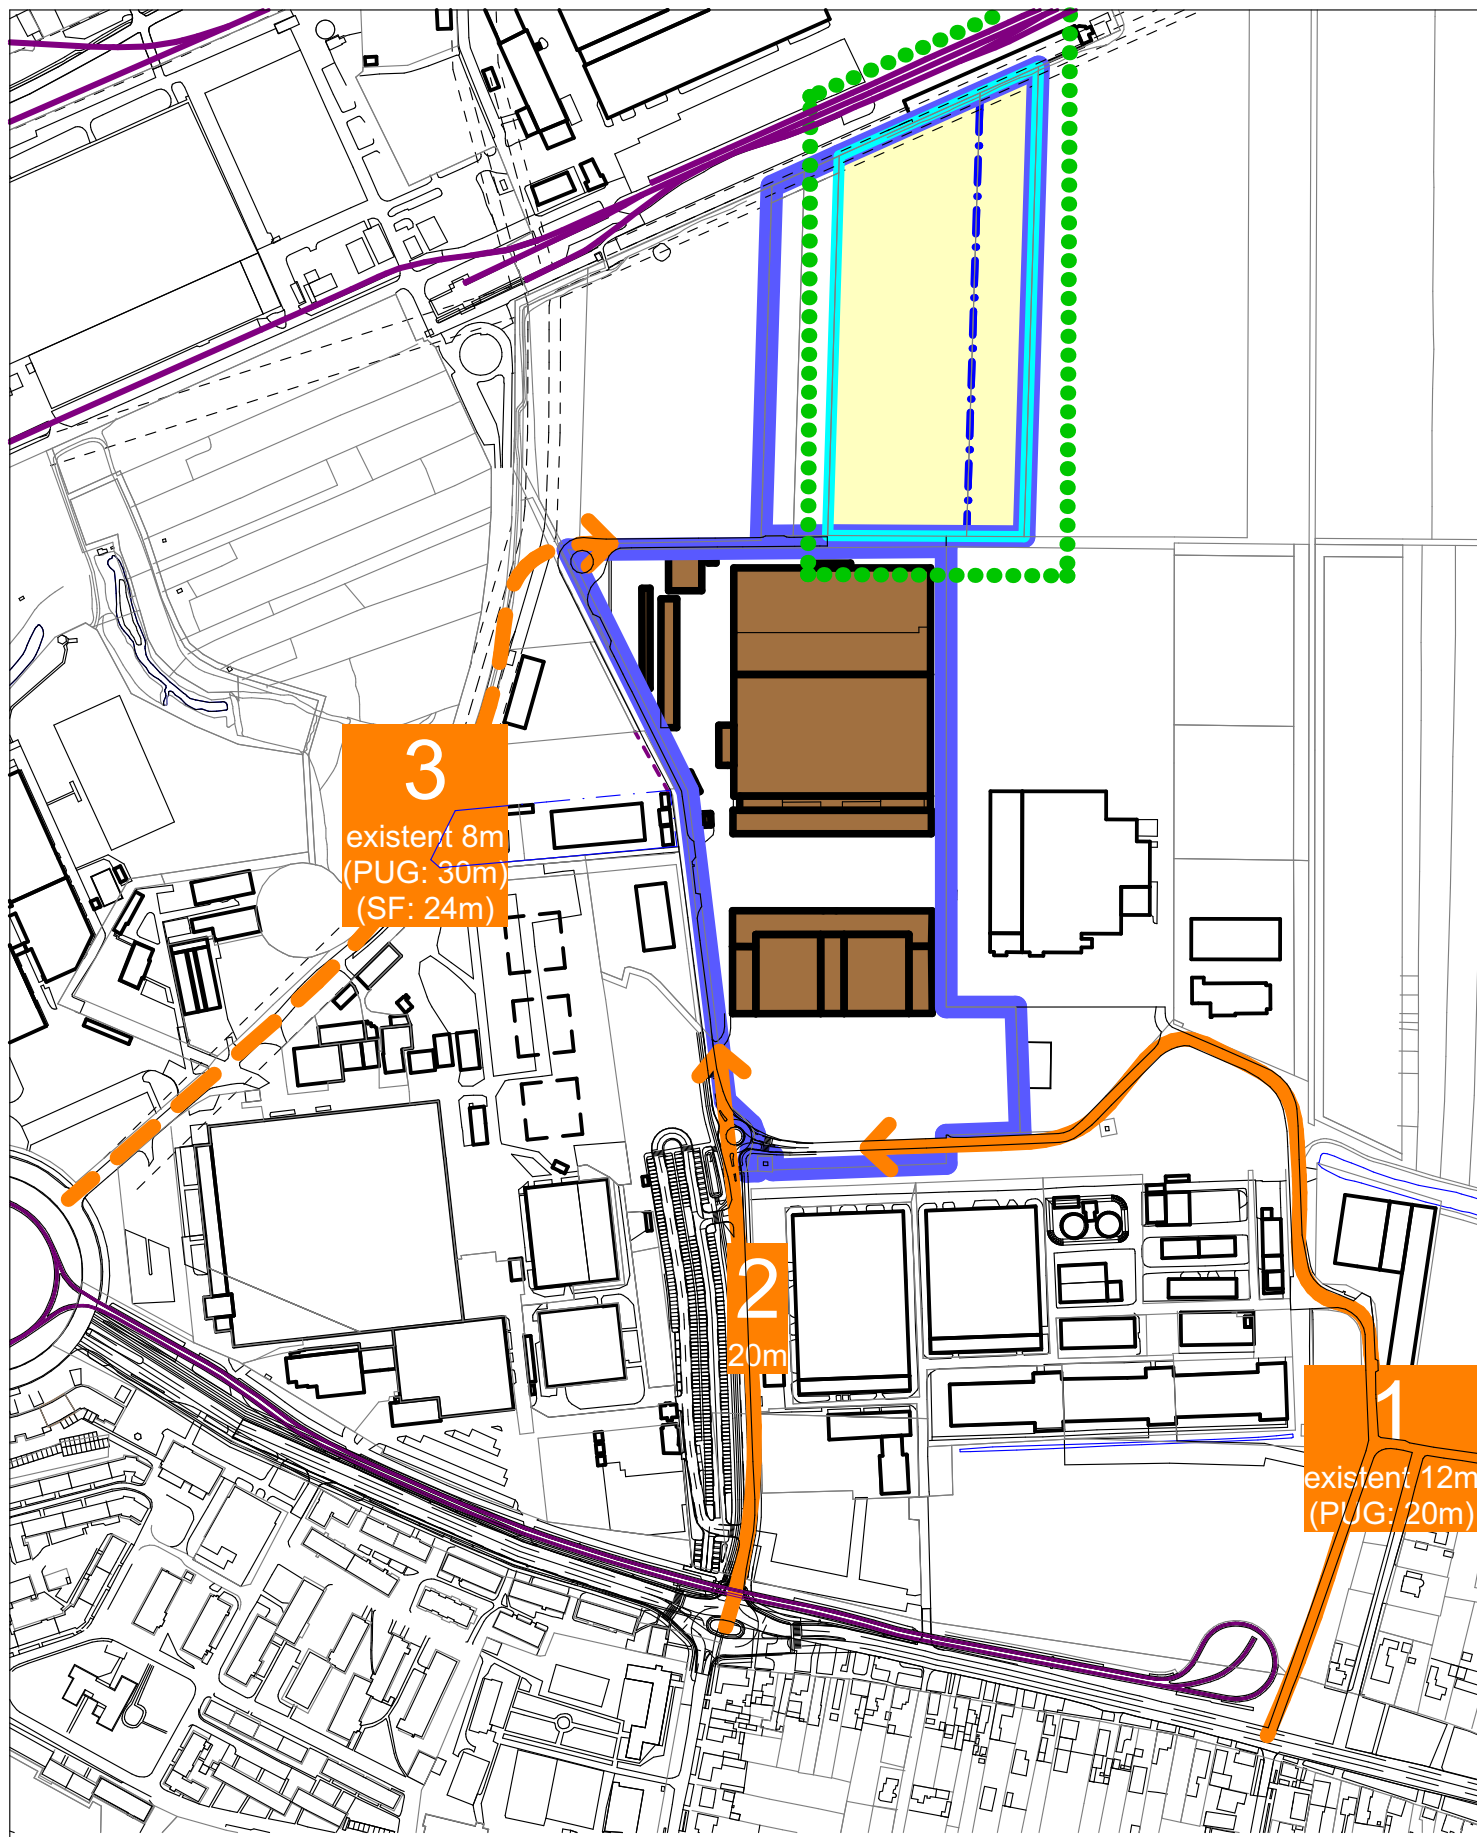 3
existent 8m
(PUG: 30m)
(SF: 24m)
2
20m
1
existent 12m
(PUG: 20m)